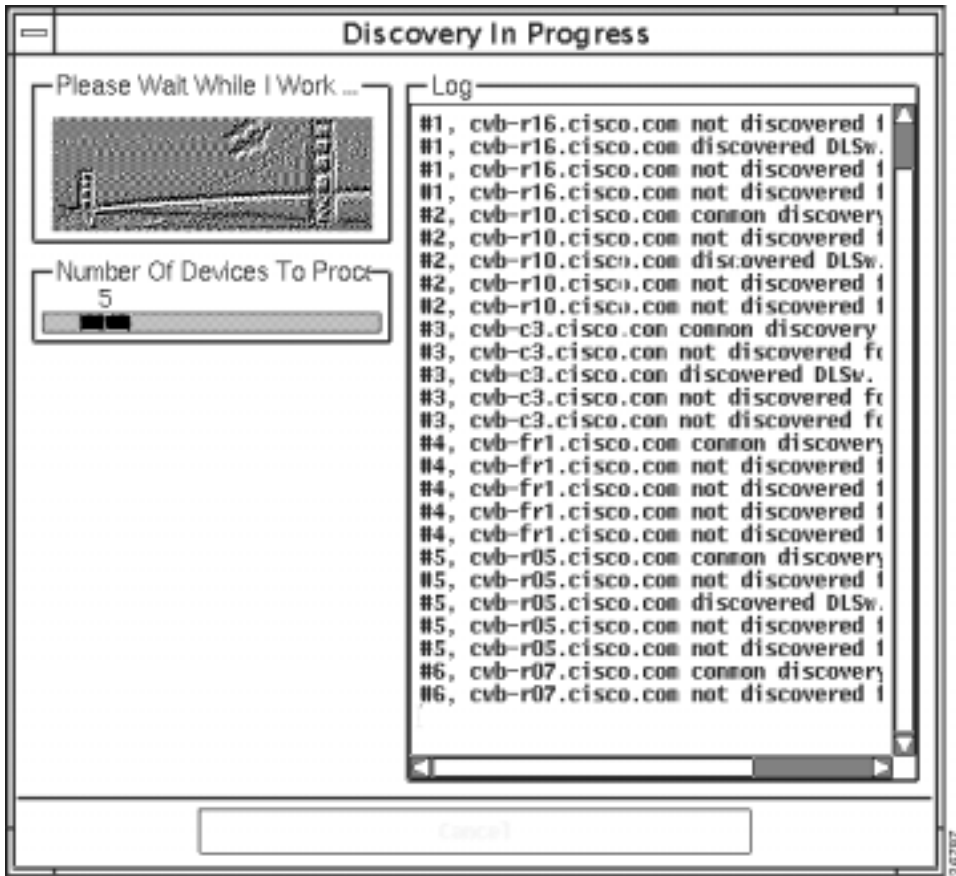 Discovery In Progress
Please Wait While I Work ...
Log
#1, cvb-r16.cisco.com not discovered f
#1, cvb-r16.cisco.com discovered DLSw.
#1, cvb-r16.cisco.com not discovered f
#1, cvb-r16.cisco.com not discovered f
#2, cvb-r10.cisco.com common discovery
#2, cvb-r10.cisco.com not discovered f
#2, cvb-r10.cisco.com discovered DLSw.
#2, cvb-r10.cisco.com not discovered f
#2, cvb-r10.cisco.com not discovered f
#3, cvb-c3.cisco.com common discovery
#3, cvb-c3.cisco.com not discovered fo
#3, cvb-c3.cisco.com discovered DLSw.
#3, cvb-c3.cisco.com not discovered fo
#3, cvb-c3.cisco.com not discovered fo
#4, cvb-fr1.cisco.com common discovery
#4, cvb-fr1.cisco.com not discovered f
#4, cvb-fr1.cisco.com not discovered f
#4, cvb-fr1.cisco.com not discovered f
#4, cvb-fr1.cisco.com not discovered f
#5, cvb-r05.cisco.com common discovery
#5, cvb-r05.cisco.com not discovered f
#5, cvb-r05.cisco.com discovered DLSw.
#5, cvb-r05.cisco.com not discovered f
#5, cvb-r05.cisco.com not discovered f
#6, cvb-r07.cisco.com common discovery
#6, cvb-r07.cisco.com not discovered f
Number Of Devices To Proce
5
Cancel